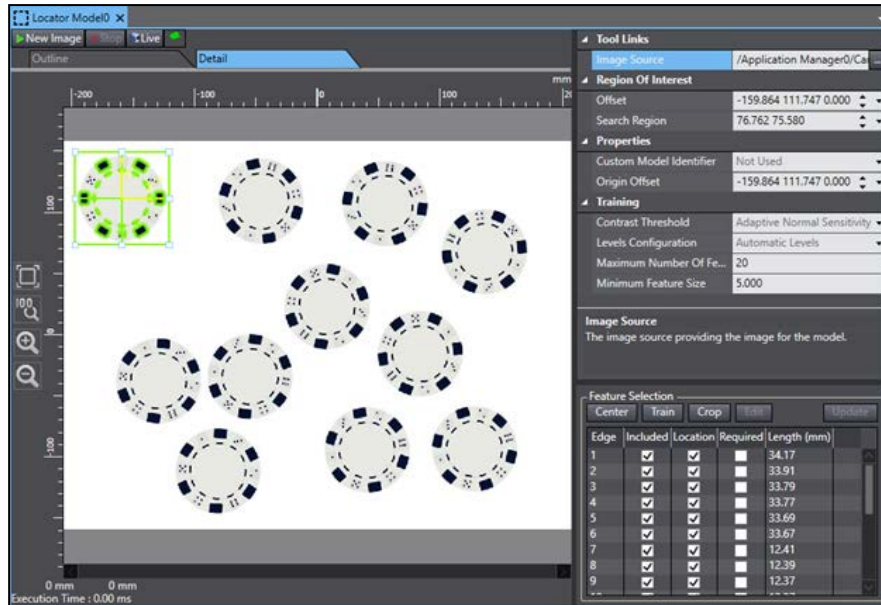 Locator Model0
New Image Stop Live
Outline Detail
mm
-200 -100 0 100
100
0
-100
100
0 mm 0 mm
Execution Time : 0.00 ms
Tool Links
Image Source /Application Manager0/Ca
Region Of Interest
Offset -159.864 111.747 0.000
Search Region 76.762 75.580
Properties
Custom Model Identifier Not Used
Origin Offset -159.864 111.747 0.000
Training
Contrast Threshold Adaptive Normal Sensitivity
Levels Configuration Automatic Levels
Maximum Number Of Fe... 20
Minimum Feature Size 5.000
Image Source
The image source providing the image for the model.
Feature Selection
Center Train Crop Edit Update
Edge Included Location Required Length (mm)
1 34.17
2 33.91
3 33.79
4 33.77
5 33.69
6 33.67
7 12.41
8 12.39
9 12.37